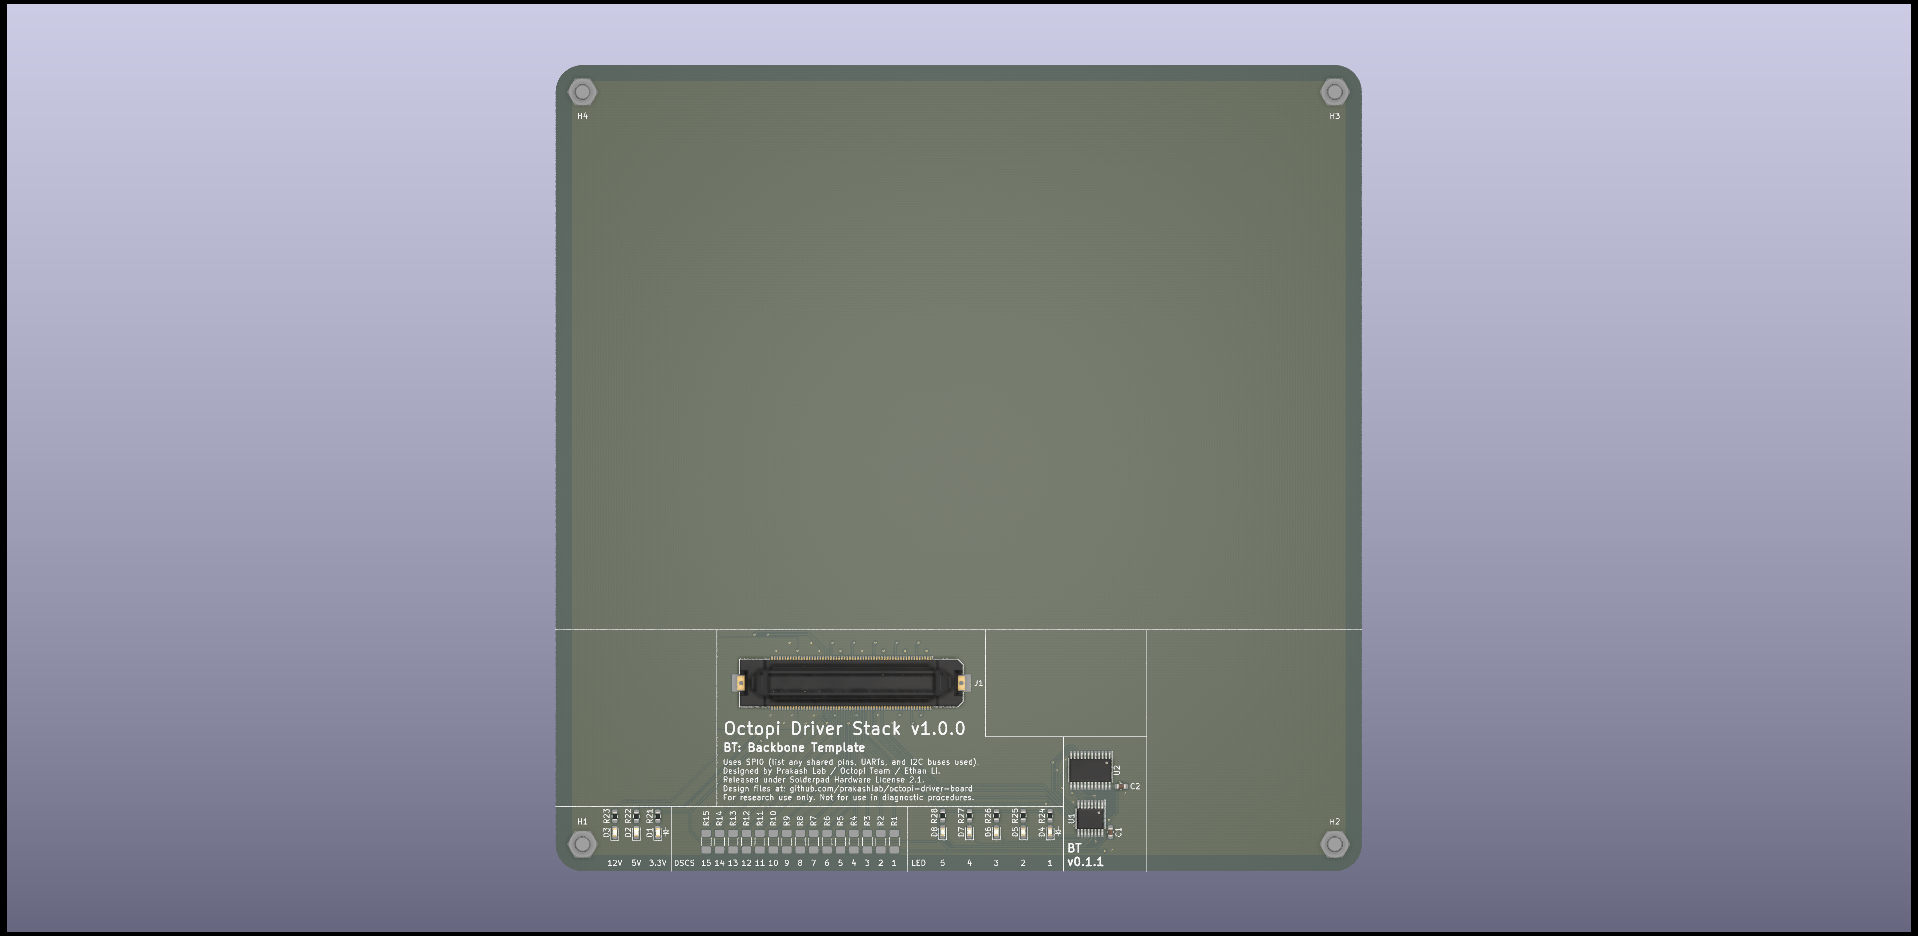 H4
H3
J1
Octopi Driver Stack v1.0.0
BT: Backbone Template
Uses SPI0 (list any shared pins, UARTs, and I2C buses used).
Designed by Prakash Lab / Octopi Team / Ethan Li.
Released under Solderpad Hardware License 2.1.
Design files at: github.com/prakashlab/octopi-driver-board
For research use only. Not for use in diagnostic procedures.
U2
C2
H1
R23 R22 R21
R15 R14 R13 R12 R11 R10 R9 R8 R7 R6 R5 R4 R3 R2 R1
R28 R27 R26 R25 R24
U1
H2
D3 D2 D1
D8 D7 D6 D5 D4
C1
BT
v0.1.1
12V 5V 3.3V
DSCS 15 14 13 12 11 10 9 8 7 6 5 4 3 2 1
LED 5 4 3 2 1